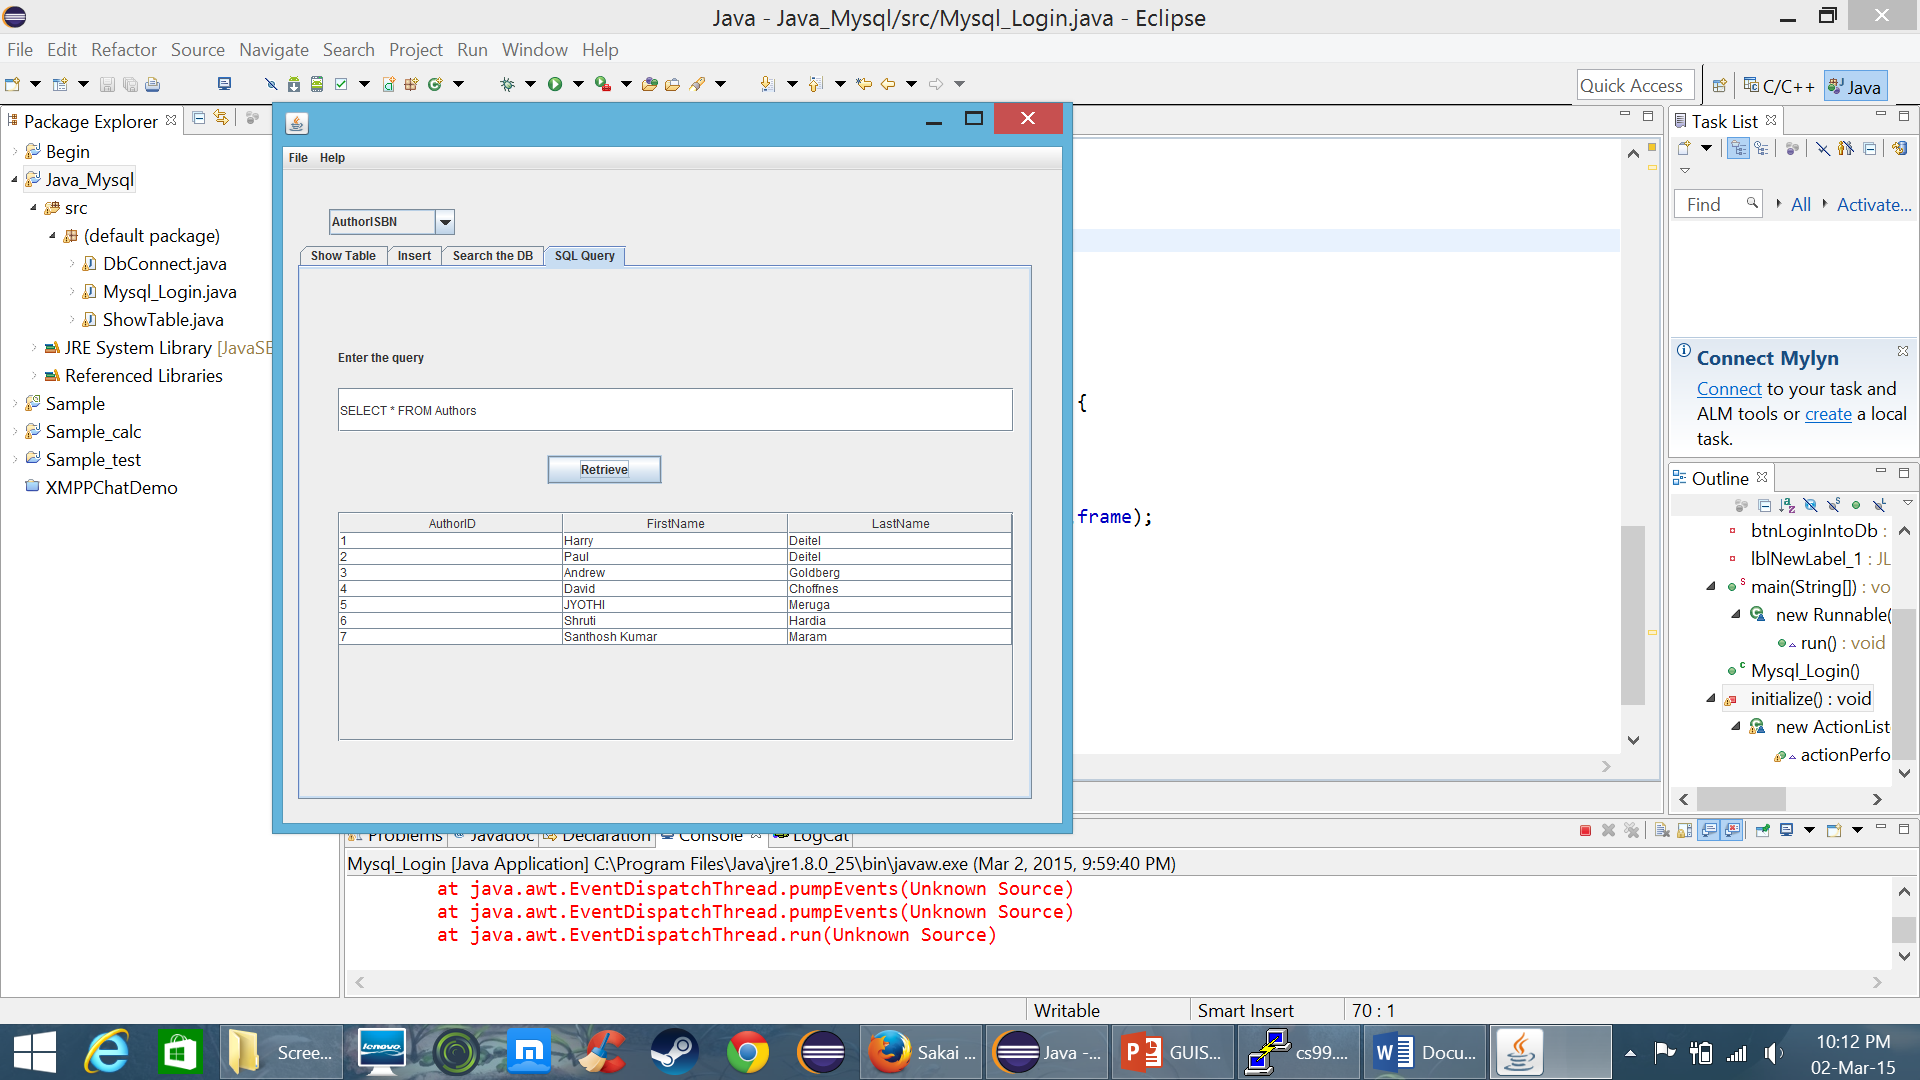 Java - Java_Mysql/src/Mysql_Login.java - Eclipse
File Edit Refactor Source Navigate Search Project Run Window Help
Quick Access
C/C++
Java
Package Explorer
Begin
Java_Mysql
src
(default package)
DbConnect.java
Mysql_Login.java
ShowTable.java
JRE System Library [JavaSE
Referenced Libraries
Sample
Sample_calc
Sample_test
XMPPChatDemo
File Help
AuthorISBN
Show Table Insert Search the DB SQL Query
Enter the query
SELECT * FROM Authors
Retrieve
AuthorID FirstName LastName
1 Harry Deitel
2 Paul Deitel
3 Andrew Goldberg
4 David Choffnes
5 JYOTHI Meruga
6 Shruti Hardia
7 Santhosh Kumar Maram
{
.frame);
Task List
Find All Activate...
Connect Mylyn
Connect to your task and
ALM tools or create a local
task.
Outline
btnLoginIntoDb :
lblNewLabel_1 : JL
main(String[]) : vo
new Runnable(
run() : void
Mysql_Login()
initialize() : void
new ActionList
actionPerfo
Problems Javadoc Declaration Console LogCat
Mysql_Login [Java Application] C:\Program Files\Java\jre1.8.0_25\bin\javaw.exe (Mar 2, 2015, 9:59:40 PM)
at java.awt.EventDispatchThread.pumpEvents(Unknown Source)
at java.awt.EventDispatchThread.pumpEvents(Unknown Source)
at java.awt.EventDispatchThread.run(Unknown Source)
Writable Smart Insert 70 : 1
Scree...
lenovo
Sakai ...
Java -...
GUIS...
cs99....
Docu...
10:12 PM
02-Mar-15